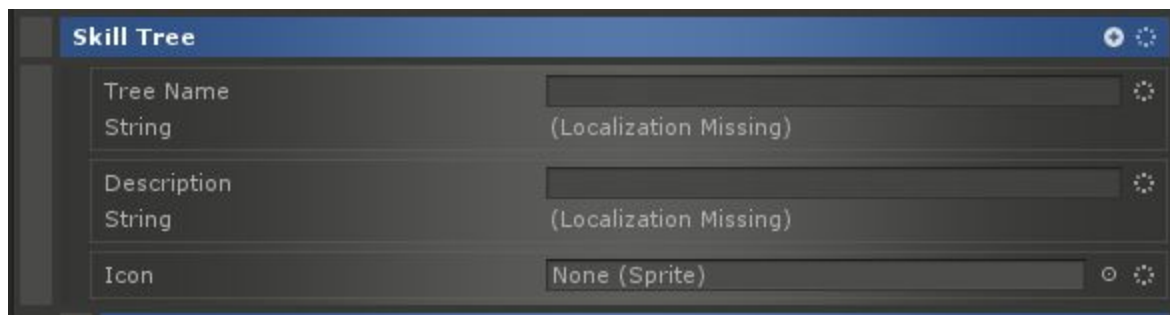 Skill Tree
Tree Name
String (Localization Missing)
Description
String (Localization Missing)
Icon None (Sprite)